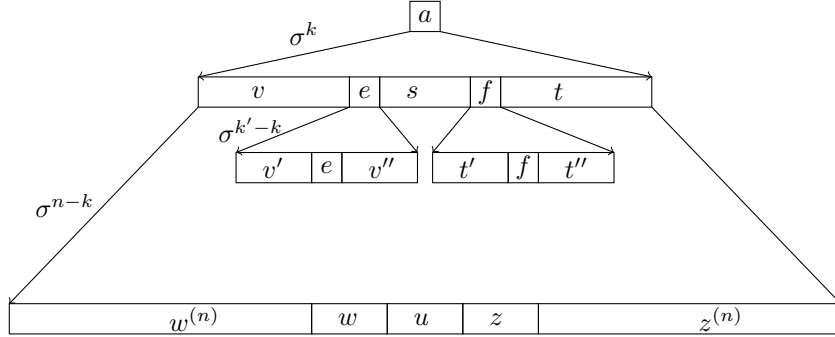 a
σ^k
v e s f t
σ^{k'-k}
v' e v'' t' f t''
σ^{n-k}
w^{(n)} w u z z^{(n)}